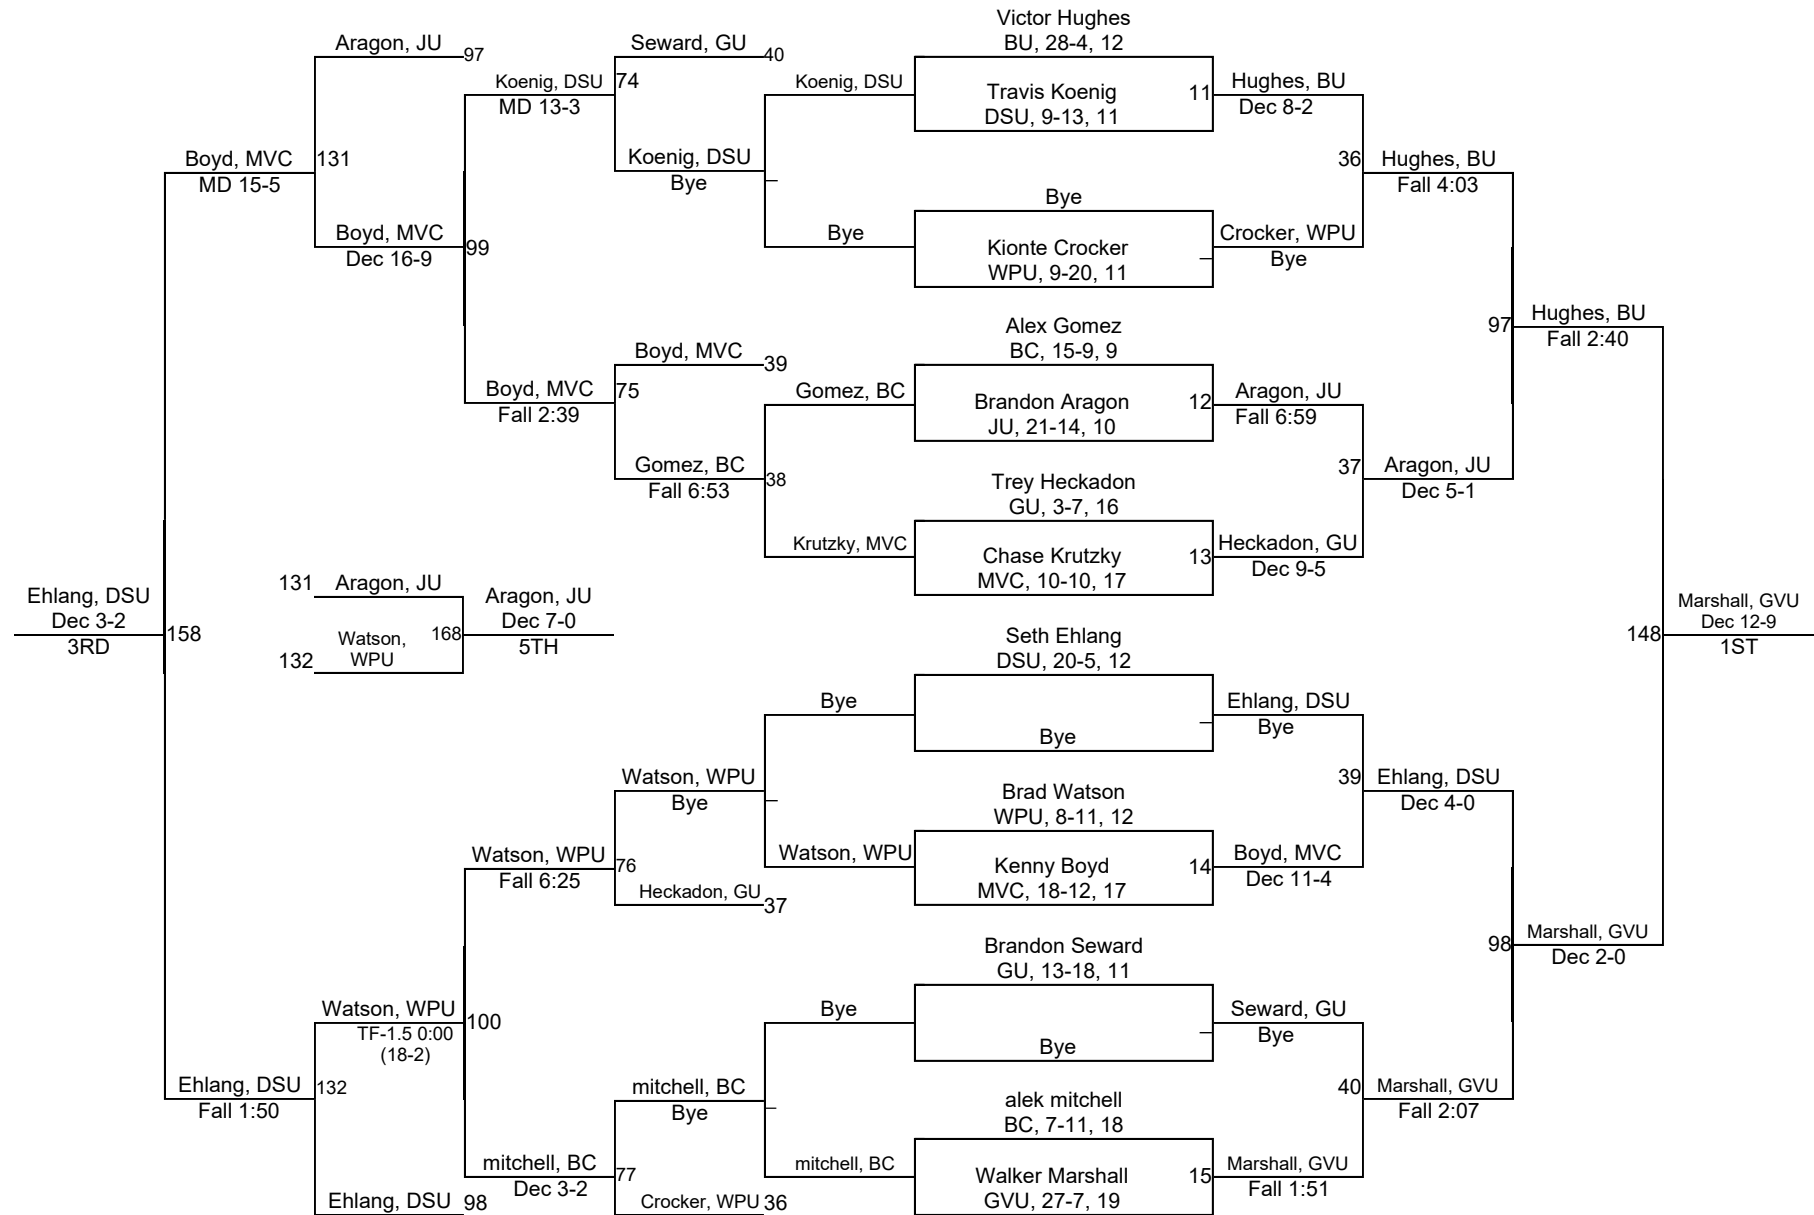 Victor Hughes
BU, 28-4, 12
Aragon, JU
97
Seward, GU
40
Koenig, DSU
MD 13-3
74
Koenig, DSU
Travis Koenig
DSU, 9-13, 11
11
Hughes, BU
Dec 8-2
Boyd, MVC
MD 15-5
131
Koenig, DSU
Bye
36
Hughes, BU
Fall 4:03
Bye
Boyd, MVC
Dec 16-9
99
Bye
Kionte Crocker
WPU, 9-20, 11
Crocker, WPU
Bye
Alex Gomez
BC, 15-9, 9
97
Hughes, BU
Fall 2:40
Boyd, MVC
39
Boyd, MVC
Fall 2:39
75
Gomez, BC
Brandon Aragon
JU, 21-14, 10
12
Aragon, JU
Fall 6:59
Gomez, BC
Fall 6:53
38
37
Aragon, JU
Dec 5-1
Trey Heckadon
GU, 3-7, 16
Krutzky, MVC
Chase Krutzky
MVC, 10-10, 17
13
Heckadon, GU
Dec 9-5
Ehlang, DSU
Dec 3-2
3RD
158
131
Aragon, JU
132
Watson,
WPU
168
Aragon, JU
Dec 7-0
5TH
148
Marshall, GVU
Dec 12-9
1ST
Seth Ehlang
DSU, 20-5, 12
Bye
Bye
Ehlang, DSU
Bye
Watson, WPU
Bye
39
Ehlang, DSU
Dec 4-0
Brad Watson
WPU, 8-11, 12
Watson, WPU
Fall 6:25
76
Watson, WPU
Kenny Boyd
MVC, 18-12, 17
14
Boyd, MVC
Dec 11-4
Heckadon, GU
37
Brandon Seward
GU, 13-18, 11
98
Marshall, GVU
Dec 2-0
Watson, WPU
TF-1.5 0:00
(18-2)
100
Bye
Bye
Seward, GU
Bye
Ehlang, DSU
Fall 1:50
132
mitchell, BC
Bye
40
Marshall, GVU
Fall 2:07
alek mitchell
BC, 7-11, 18
mitchell, BC
Dec 3-2
77
mitchell, BC
Walker Marshall
GVU, 27-7, 19
15
Marshall, GVU
Fall 1:51
Ehlang, DSU
98
Crocker, WPU
36